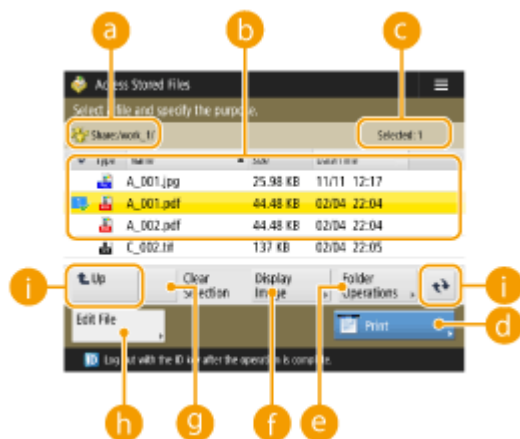 a b c
Access Stored Files
Select a file and specify the purpose.
Share:/work_1/ Selected: 1
Type Name Size Date/Time
A_001.jpg 25.98 KB 11/11 12:17
A_001.pdf 44.48 KB 02/04 22:04
A_002.pdf 44.48 KB 02/04 22:04
C_002.tif 137 KB 02/04 22:05
i Up Clear Selection Display Image Folder Operations i
Edit File Print d
ID Log out with the ID key after the operation is complete.
h g f e